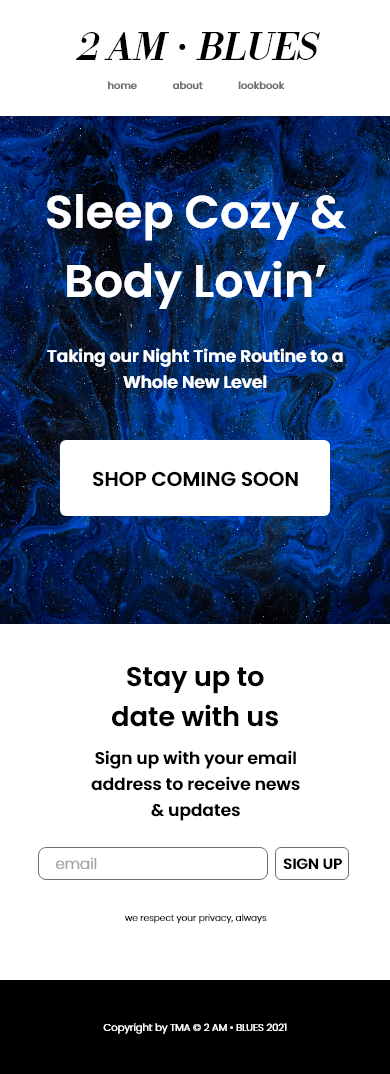 2 AM · BLUES
home about lookbook
Sleep Cozy &
Body Lovin’
Taking our Night Time Routine to a
Whole New Level
SHOP COMING SOON
Stay up to
date with us
Sign up with your email
address to receive news
& updates
email SIGN UP
we respect your privacy, always
Copyright by TMA © 2 AM • BLUES 2021